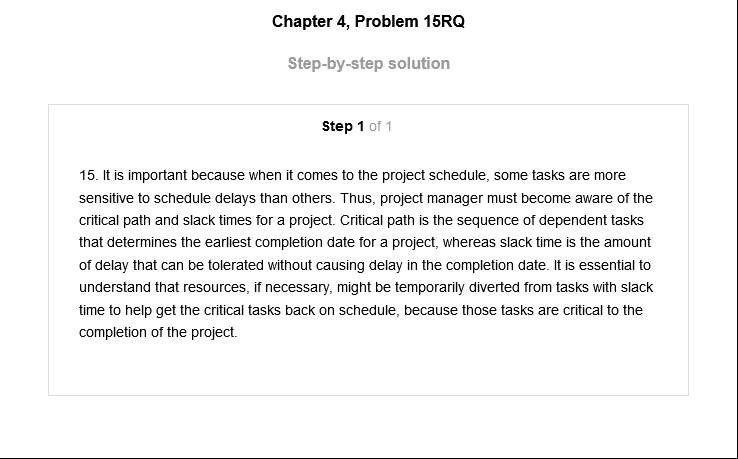 Chapter 4, Problem 15RQ
Step-by-step solution
Step 1 of 1
15. It is important because when it comes to the project schedule, some tasks are more
sensitive to schedule delays than others. Thus, project manager must become aware of the
critical path and slack times for a project. Critical path is the sequence of dependent tasks
that determines the earliest completion date for a project, whereas slack time is the amount
of delay that can be tolerated without causing delay in the completion date. It is essential to
understand that resources, if necessary, might be temporarily diverted from tasks with slack
time to help get the critical tasks back on schedule, because those tasks are critical to the
completion of the project.